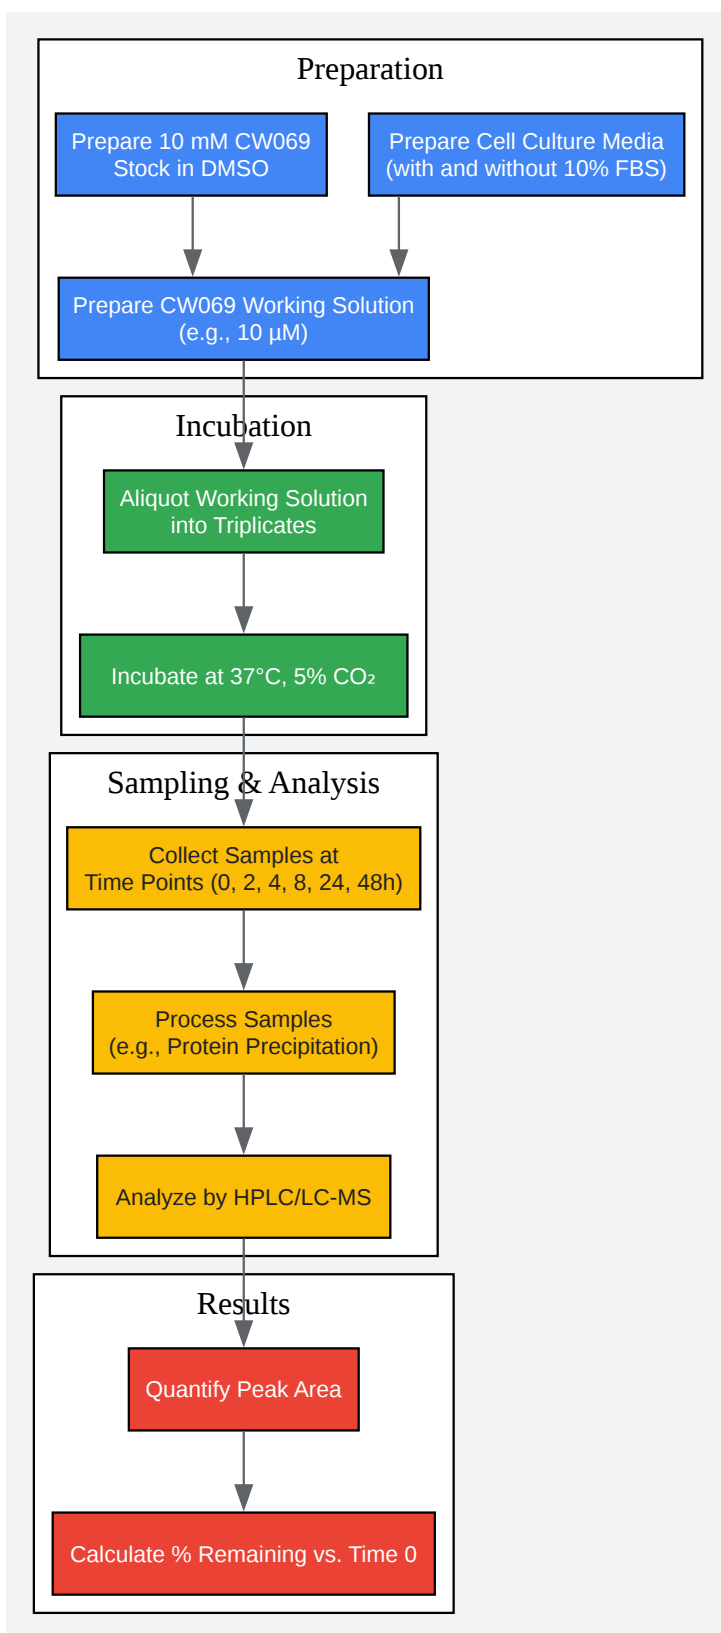 Preparation
Prepare 10 mM CW069
Stock in DMSO
Prepare Cell Culture Media
(with and without 10% FBS)
Prepare CW069 Working Solution
(e.g., 10 µM)
Incubation
Aliquot Working Solution
into Triplicates
Incubate at 37°C, 5% CO₂
Sampling & Analysis
Collect Samples at
Time Points (0, 2, 4, 8, 24, 48h)
Process Samples
(e.g., Protein Precipitation)
Analyze by HPLC/LC-MS
Results
Quantify Peak Area
Calculate % Remaining vs. Time 0